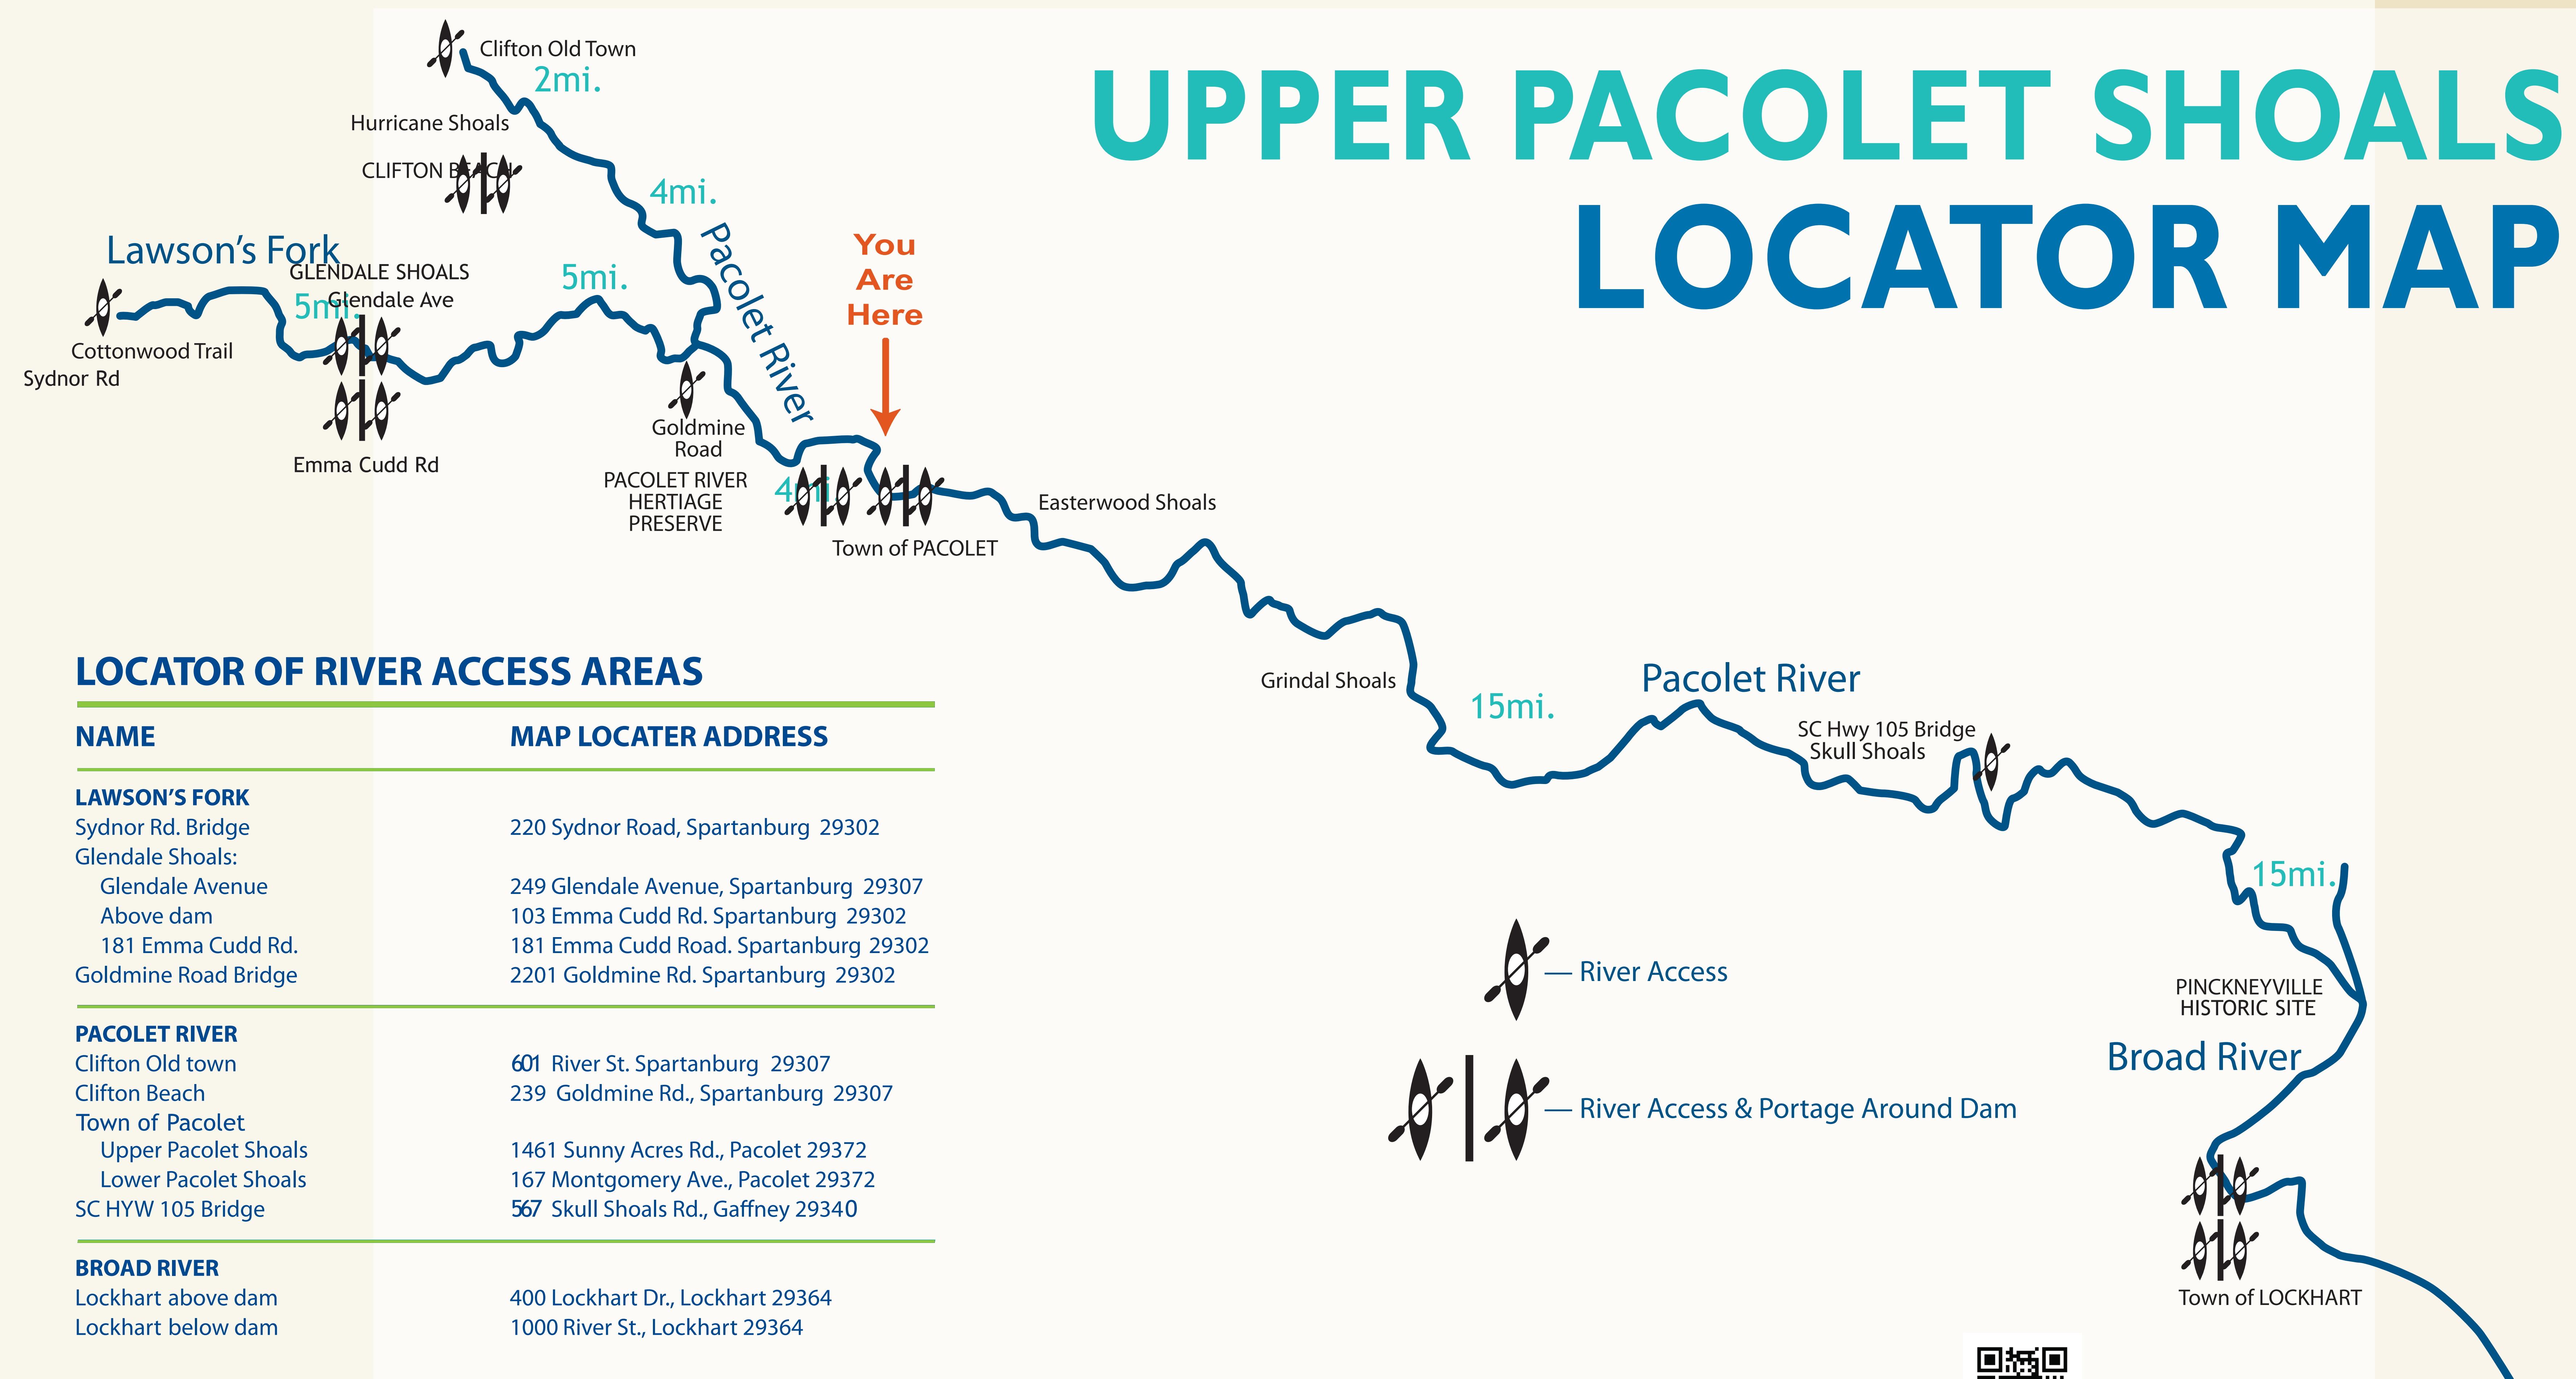 UPPER PACOLET SHOALS
LOCATOR MAP
Clifton Old Town
2mi.
Hurricane Shoals
CLIFTON BEACH
4mi.
Pacolet River
Lawson's Fork
GLENDALE SHOALS
5mi.
Glendale Ave
5mi.
Cottonwood Trail
Sydnor Rd
Emma Cudd Rd
You
Are
Here
Goldmine
Road
PACOLET RIVER
HERTIAGE
PRESERVE
4mi.
Town of PACOLET
Easterwood Shoals
Grindal Shoals
15mi.
Pacolet River
SC Hwy 105 Bridge
Skull Shoals
15mi.
PINCKNEYVILLE
HISTORIC SITE
Broad River
Town of LOCKHART
— River Access
— River Access & Portage Around Dam
LOCATOR OF RIVER ACCESS AREAS
NAME MAP LOCATER ADDRESS
LAWSON'S FORK
Sydnor Rd. Bridge 220 Sydnor Road, Spartanburg 29302
Glendale Shoals:
Glendale Avenue 249 Glendale Avenue, Spartanburg 29307
Above dam 103 Emma Cudd Rd. Spartanburg 29302
181 Emma Cudd Rd. 181 Emma Cudd Road. Spartanburg 29302
Goldmine Road Bridge 2201 Goldmine Rd. Spartanburg 29302
PACOLET RIVER
Clifton Old town 601 River St. Spartanburg 29307
Clifton Beach 239 Goldmine Rd., Spartanburg 29307
Town of Pacolet
Upper Pacolet Shoals 1461 Sunny Acres Rd., Pacolet 29372
Lower Pacolet Shoals 167 Montgomery Ave., Pacolet 29372
SC HYW 105 Bridge 567 Skull Shoals Rd., Gaffney 29340
BROAD RIVER
Lockhart above dam 400 Lockhart Dr., Lockhart 29364
Lockhart below dam 1000 River St., Lockhart 29364